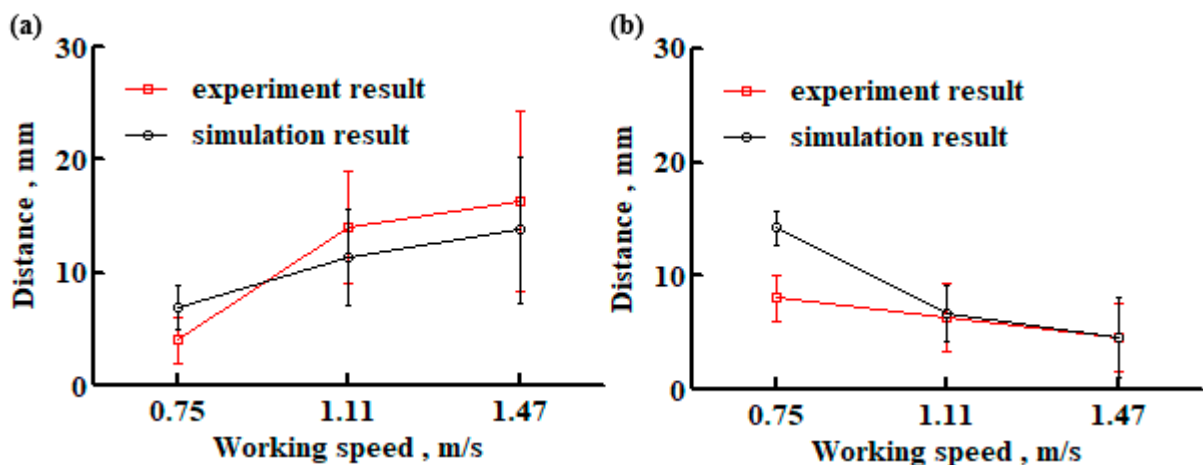 (a)
30
20
10
0
Distance , mm
experiment result
simulation result
0.75 1.11 1.47
Working speed , m/s
(b)
30
20
10
0
Distance , mm
experiment result
simulation result
0.75 1.11 1.47
Working speed , m/s